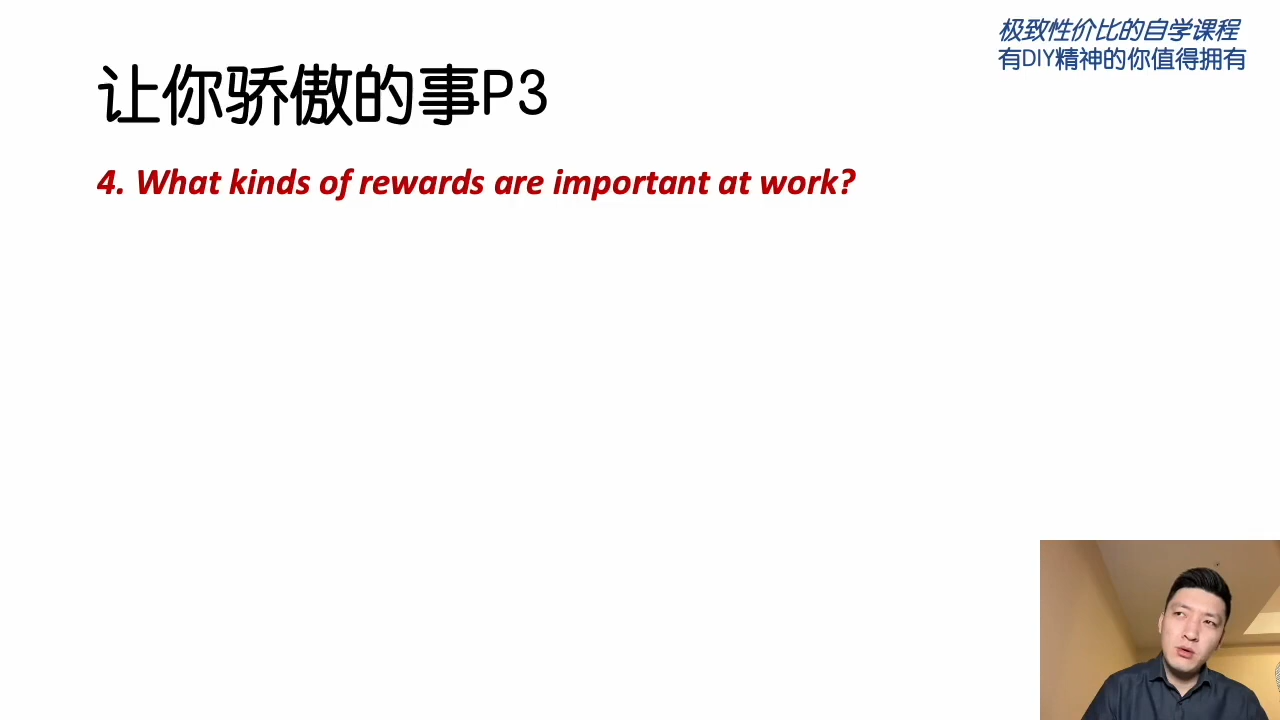 极致性价比的自学课程
有DIY精神的你值得拥有
让你骄傲的事P3
4. What kinds of rewards are important at work?